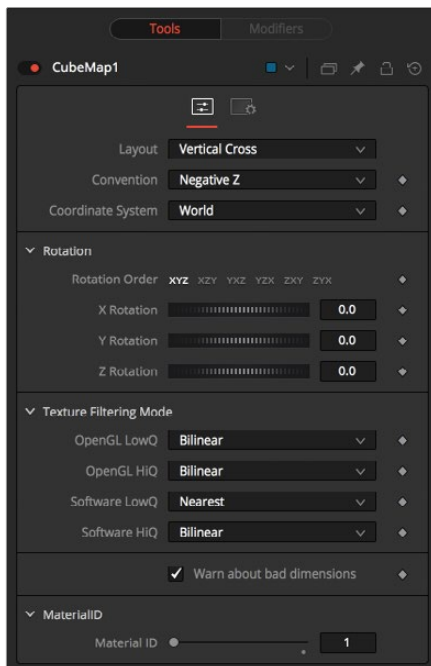 Tools Modifiers
CubeMap1
Layout Vertical Cross
Convention Negative Z
Coordinate System World
Rotation
Rotation Order XYZ XZY YXZ YZX ZXY ZYX
X Rotation 0.0
Y Rotation 0.0
Z Rotation 0.0
Texture Filtering Mode
OpenGL LowQ Bilinear
OpenGL HiQ Bilinear
Software LowQ Nearest
Software HiQ Bilinear
Warn about bad dimensions
MaterialID
Material ID 1